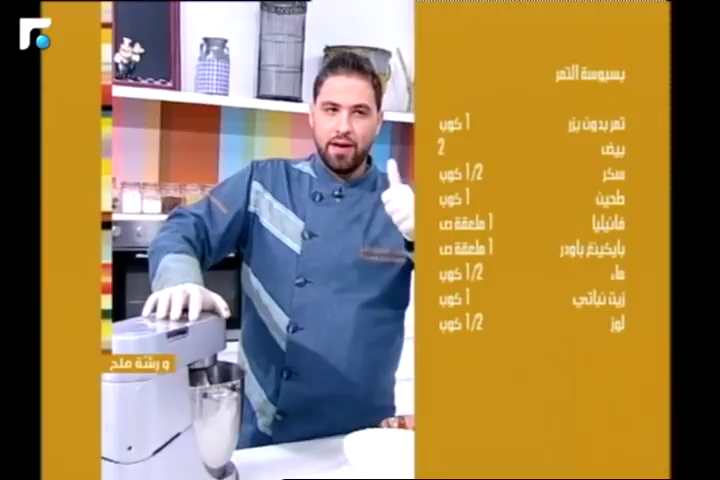 بسبوسة التمر
تمر بدون بزر 1 كوب
بيض 2
سكر 1/2 كوب
طحين 1 كوب
فانيليا 1 ملعقة ص
بايكينغ باودر 1 ملعقة ص
ماء 1/2 كوب
زيت نباتي 1 كوب
لوز 1/2 كوب
و رشّة ملح